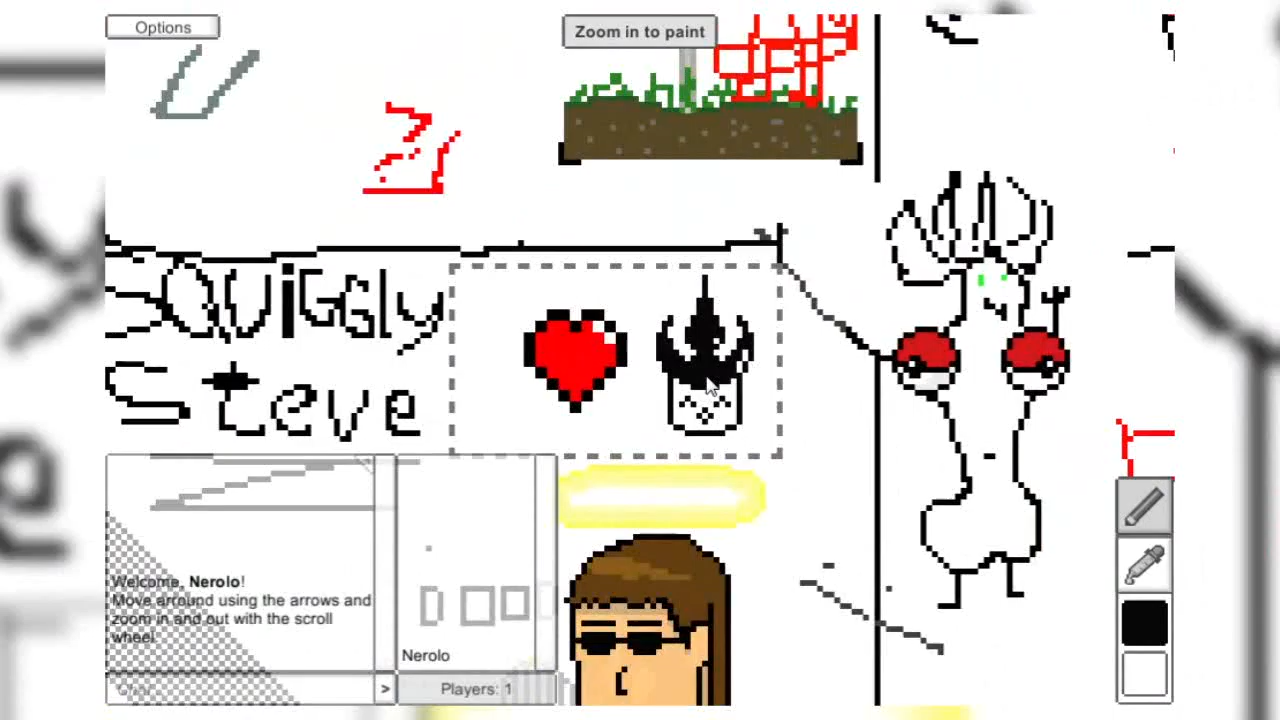 Options
Zoom in to paint
SQUiGGly
Steve
Welcome, Nerolo!
Move arround using the arrows and
zoom in and out with the scroll
wheel.
Nerolo
Chat
>
Players: 1